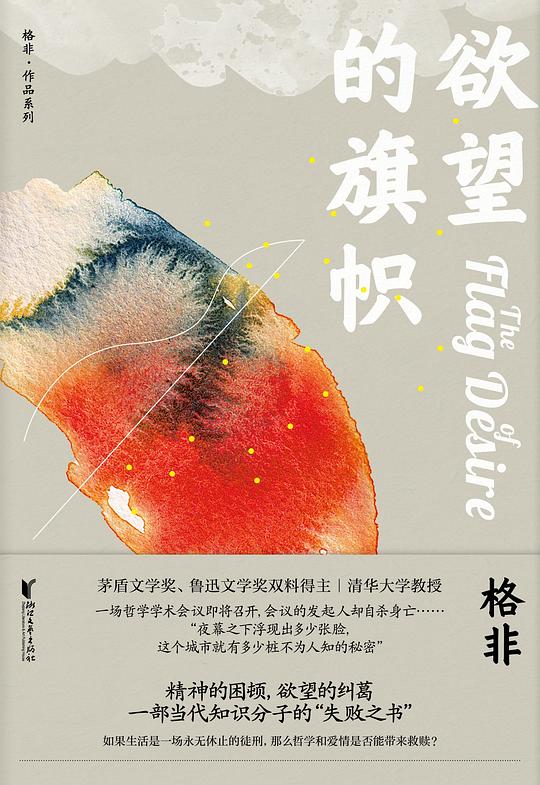 格非·作品系列
欲望
的旗帜
The
Flag of
Desire
格非
浙江文艺出版社
茅盾文学奖、鲁迅文学奖双料得主｜清华大学教授
一场哲学学术会议即将召开,会议的发起人却自杀身亡……
“夜幕之下浮现出多少张脸,
这个城市就有多少桩不为人知的秘密”
精神的困顿,欲望的纠葛
一部当代知识分子的“失败之书”
如果生活是一场永无休止的徒刑,那么哲学和爱情是否能带来救赎?